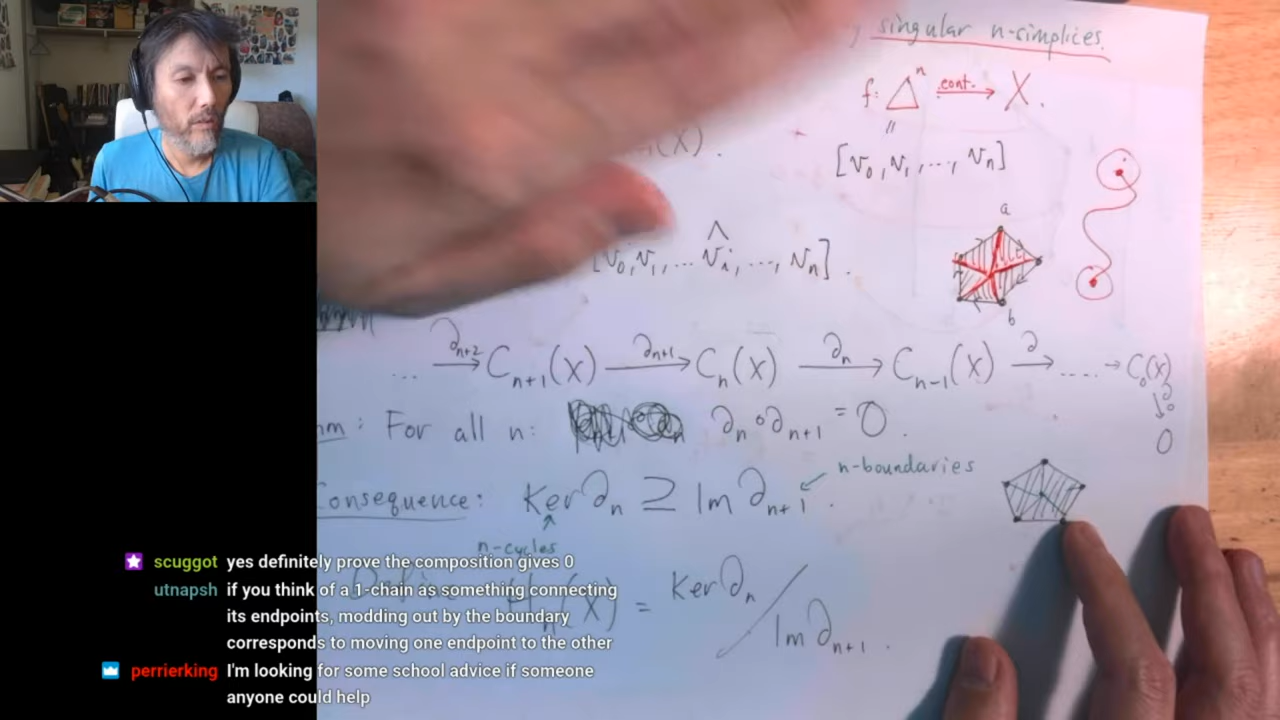 singular n-simplices.
f: Δⁿ cont. → X.
(X).
[v₀, v₁, ..., vₙ]
a
[v₀, v₁, ... v̂ᵢ, ..., vₙ].
b
... →∂ₙ₊₂ Cₙ₊₁(X) →∂ₙ₊₁ Cₙ(X) →∂ₙ Cₙ₋₁(X) →∂ ..... → C₀(X)
↓∂₀
0
: For all n: ∂ₙ∘∂ₙ₊₁ = 0.
n-boundaries
Consequence: Ker ∂ₙ ⊇ Im ∂ₙ₊₁.
n-cycles
Hₙ(X) = Ker ∂ₙ / Im ∂ₙ₊₁.
scuggot yes definitely prove the composition gives 0
utnapsh if you think of a 1-chain as something connecting
its endpoints, modding out by the boundary
corresponds to moving one endpoint to the other
perrierking I'm looking for some school advice if someone
anyone could help